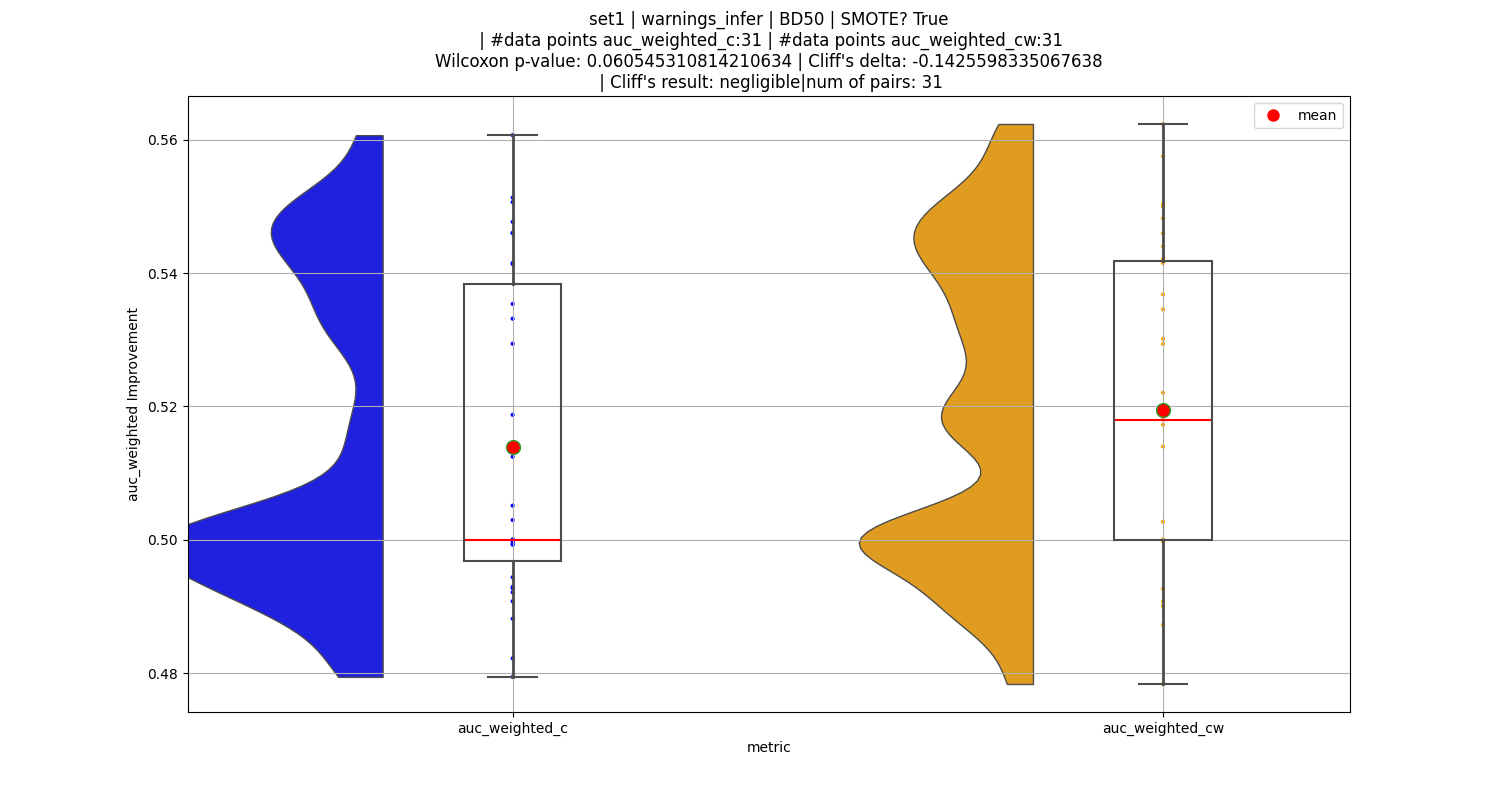 set1 | warnings_infer | BD50 | SMOTE? True
| #data points auc_weighted_c:31 | #data points auc_weighted_cw:31
Wilcoxon p-value: 0.060545310814210634 | Cliff's delta: -0.1425598335067638
| Cliff's result: negligible|num of pairs: 31
mean
0.56
0.54
0.52
0.50
0.48
auc_weighted Improvement
auc_weighted_c
auc_weighted_cw
metric